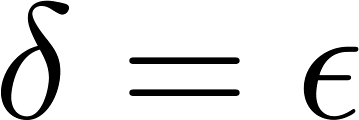 δ = ϵ